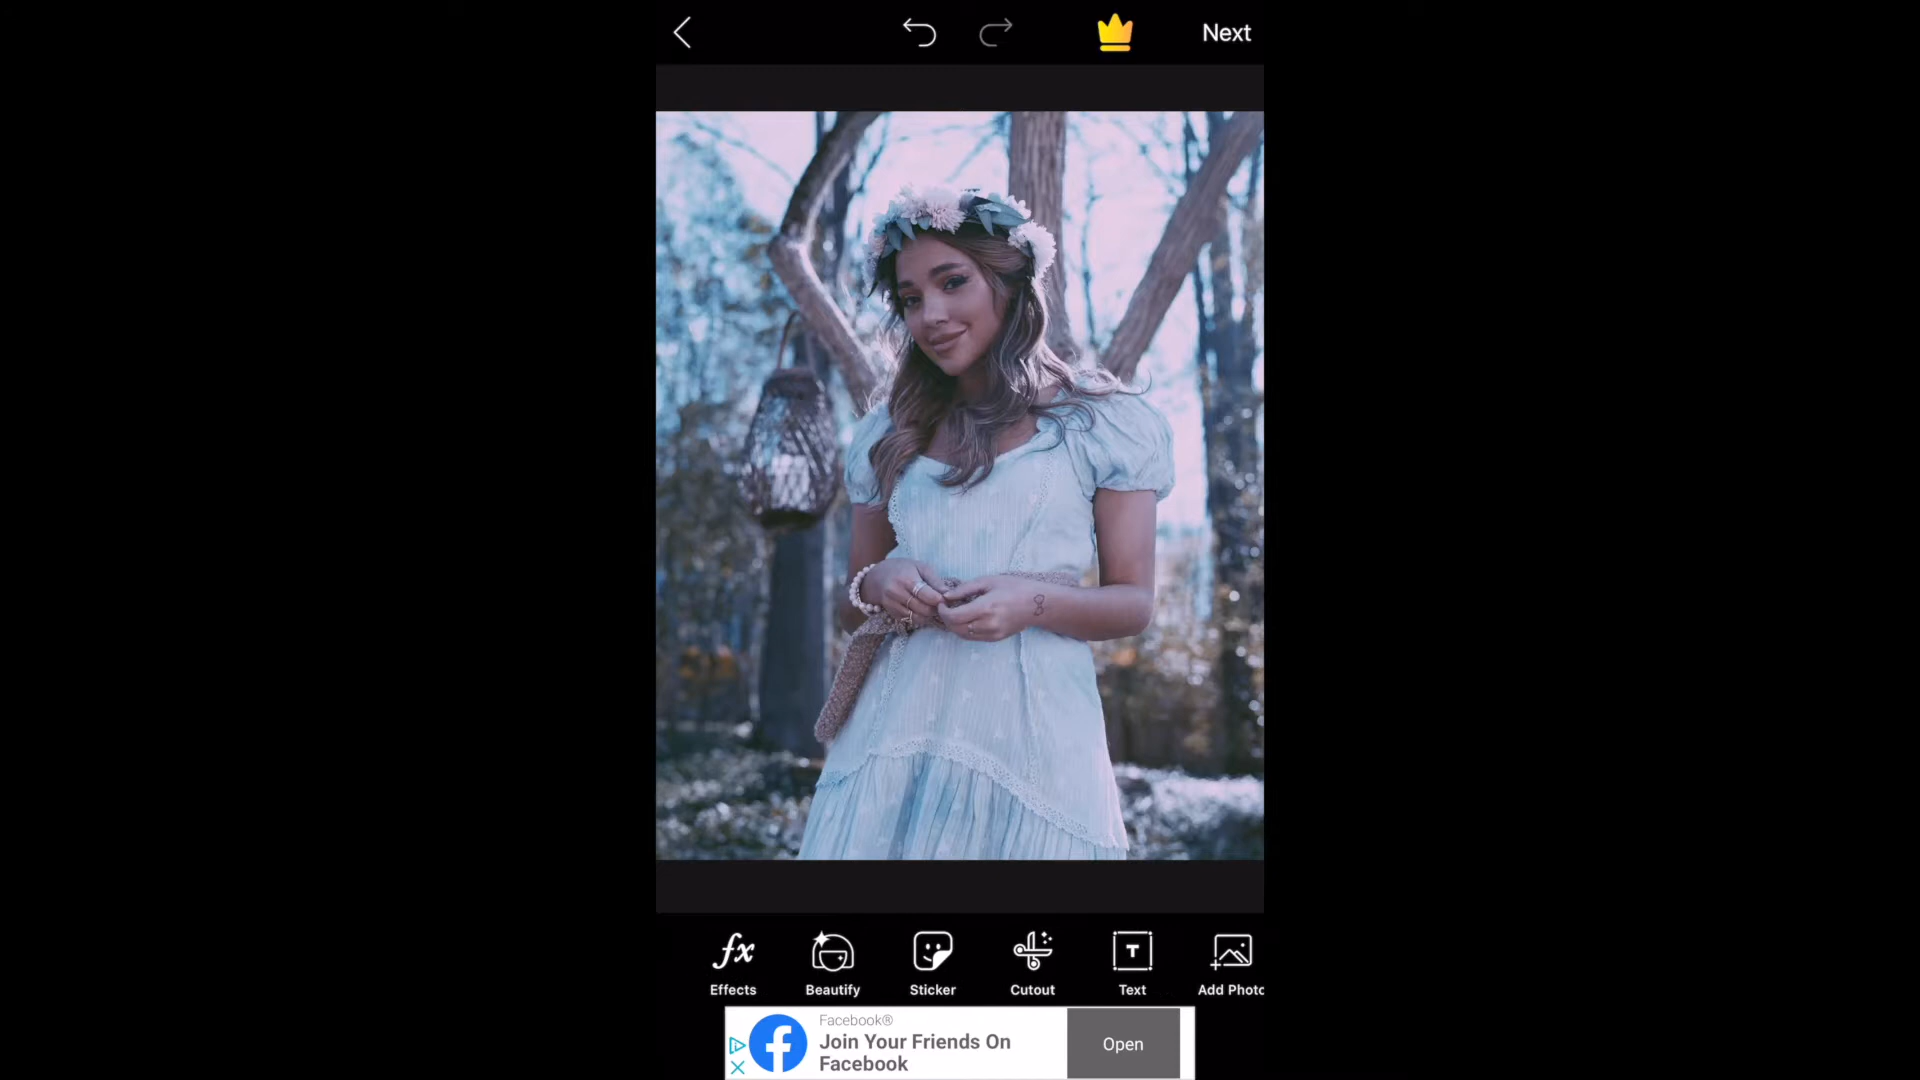 Next
Effects
Beautify
Sticker
Cutout
Text
Add Photo
Facebook®
Join Your Friends On
Facebook
Open